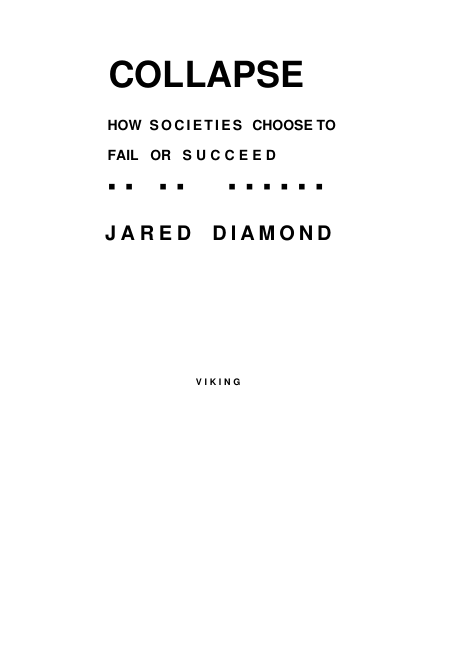 COLLAPSE
HOW SOCIETIES CHOOSE TO
FAIL OR SUCCEED
▪ ▪ ▪ ▪ ▪ ▪ ▪ ▪ ▪ ▪
JARED DIAMOND
VIKING